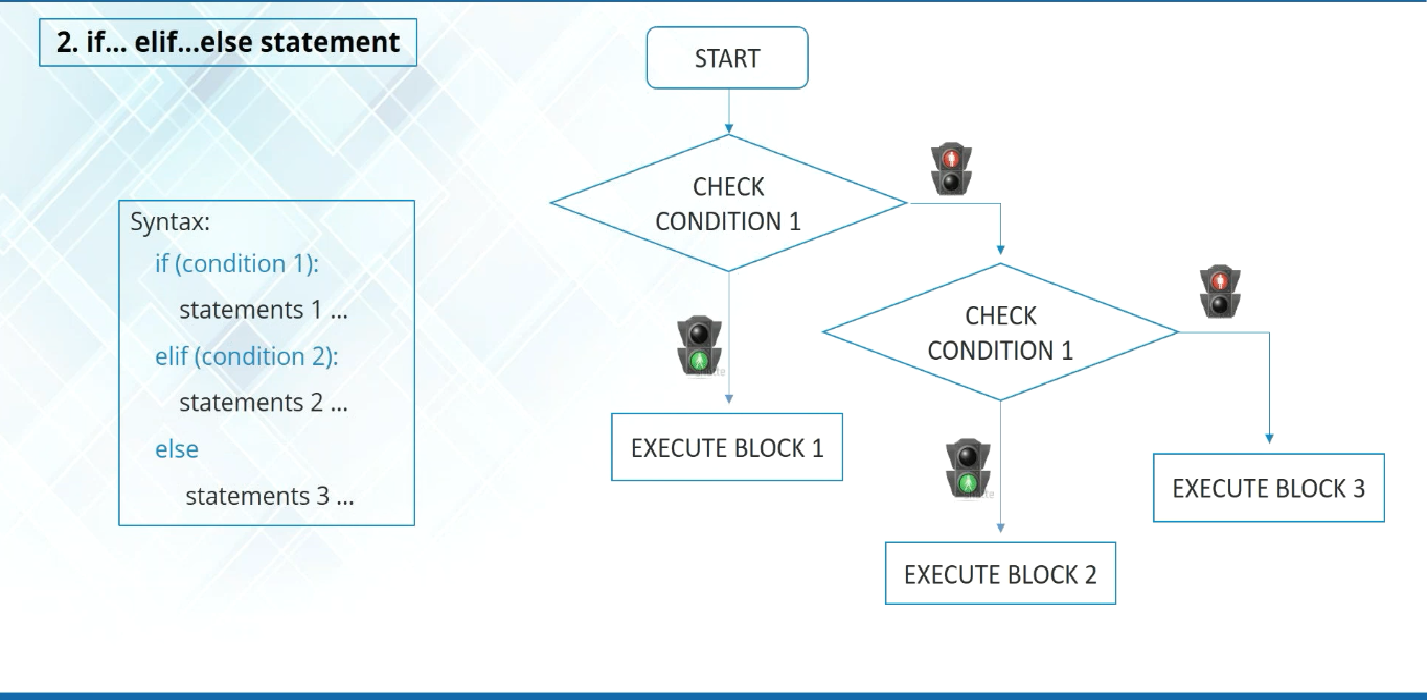 2. if... elif...else statement
START
CHECK
CONDITION 1
Syntax:
if (condition 1):
statements 1 ...
elif (condition 2):
statements 2 ...
else
statements 3 ...
CHECK
CONDITION 1
EXECUTE BLOCK 1
EXECUTE BLOCK 3
EXECUTE BLOCK 2